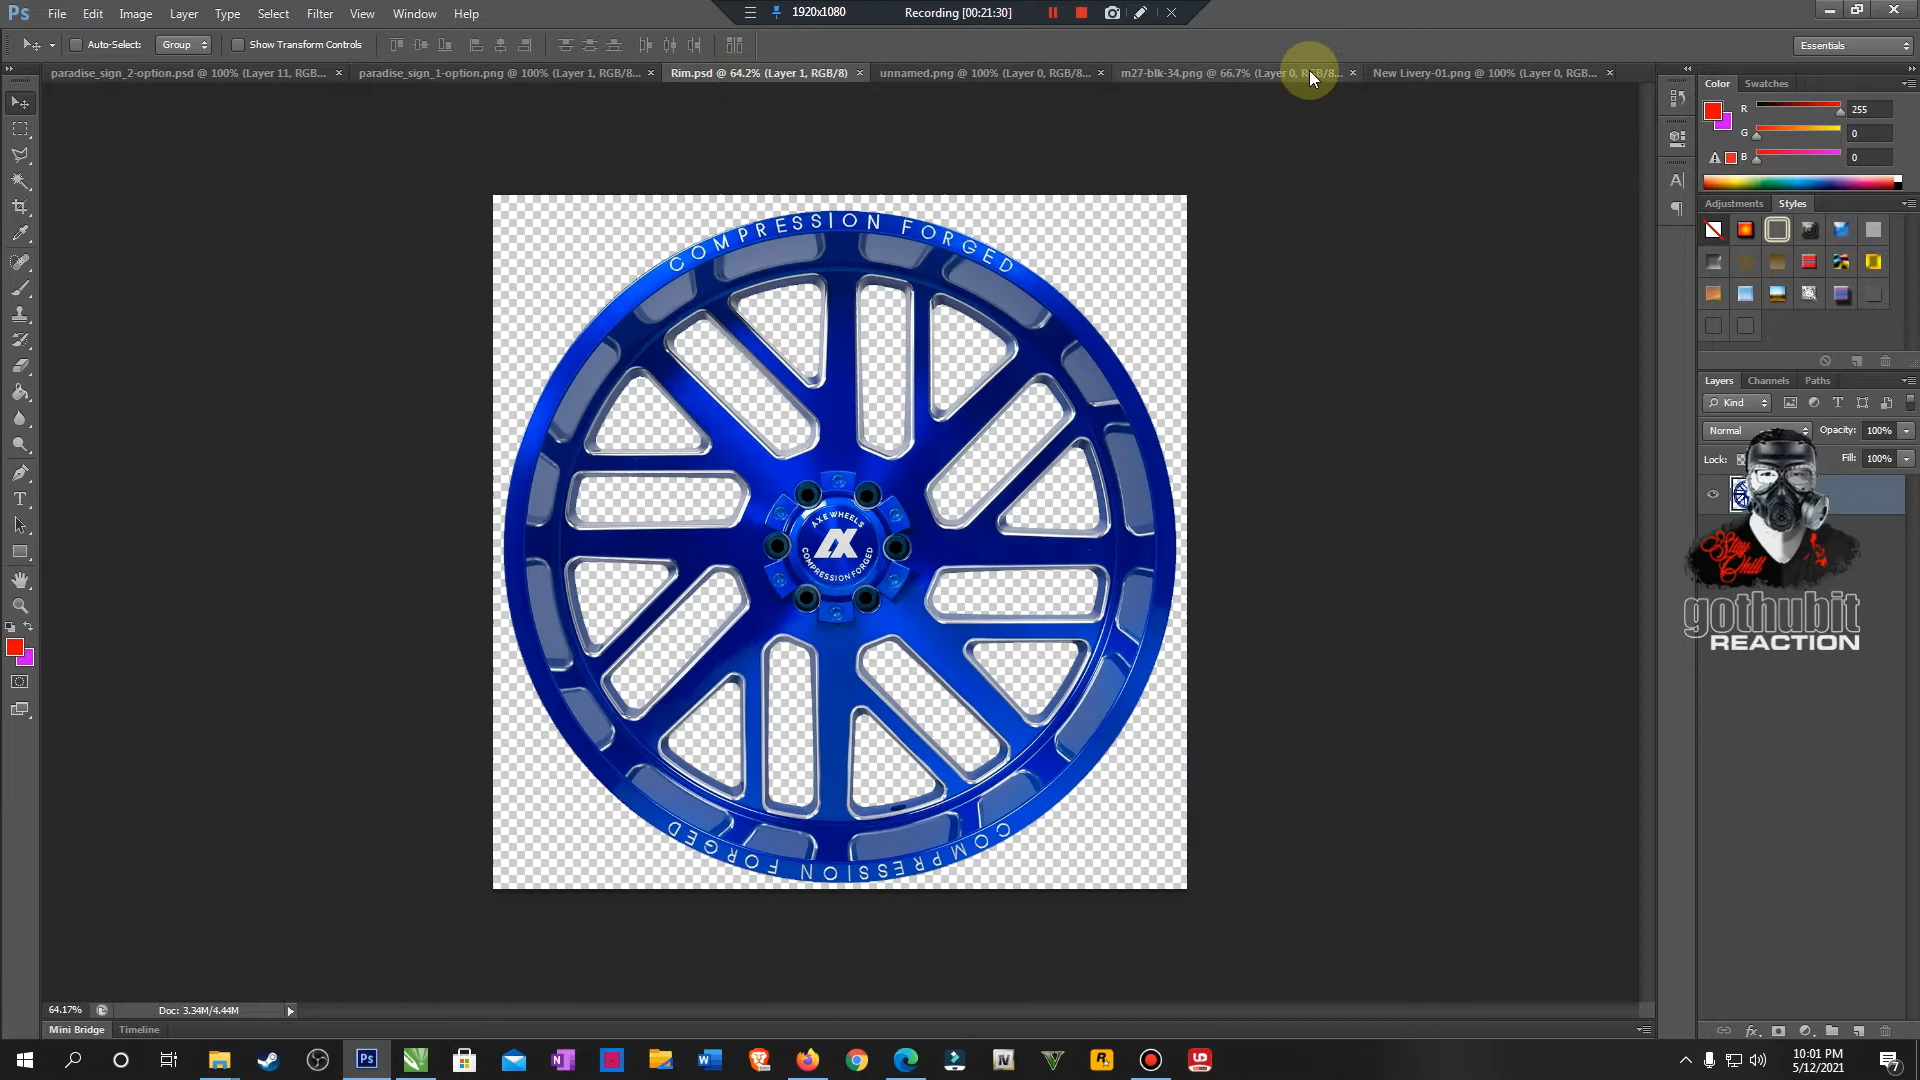 Ps File Edit Image Layer Type Select Filter View Window Help
1920x1080 Recording [00:21:30]
Auto-Select: Group Show Transform Controls Essentials
paradise_sign_2-option.psd @ 100% (Layer 11, RGB... × paradise_sign_1-option.png @ 100% (Layer 1, RGB/8... × Rim.psd @ 64.2% (Layer 1, RGB/8) × unnamed.png @ 100% (Layer 0, RGB/8... × m27-blk-34.png @ 66.7% (Layer 0, RGB/8... × New Livery-01.png @ 100% (Layer 0, RGB... ×
Color Swatches
R 255
G 0
B 0
Adjustments Styles
COMPRESSION FORGED
AXE WHEELS
AX
COMPRESSION FORGED
COMPRESSION FORGED
Layers Channels Paths
Kind
Normal Opacity: 100%
Lock: Fill: 100%
Stay Chill
gothubit
REACTION
64.17% Doc: 3.34M/4.44M
Mini Bridge Timeline
10:01 PM
5/12/2021
7